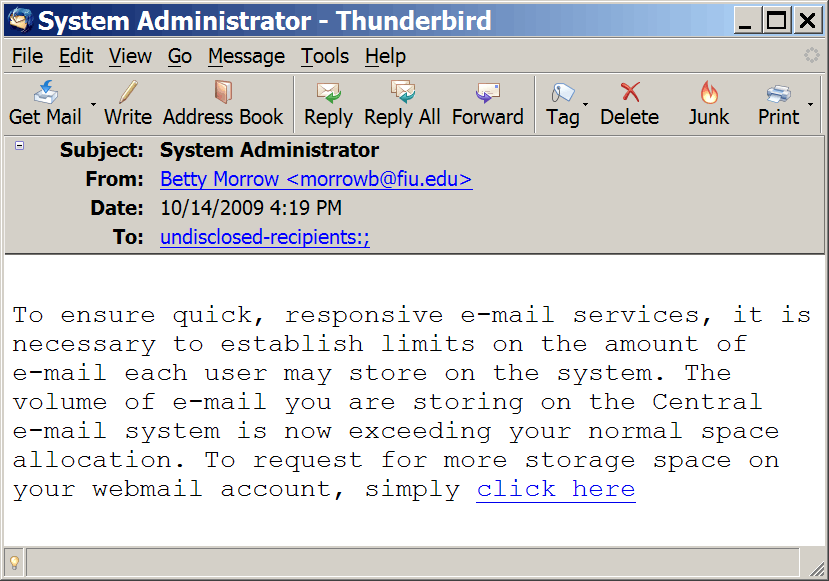 System Administrator - Thunderbird
File Edit View Go Message Tools Help
Get Mail Write Address Book Reply Reply All Forward Tag Delete Junk Print
Subject: System Administrator
From: Betty Morrow <morrowb@fiu.edu>
Date: 10/14/2009 4:19 PM
To: undisclosed-recipients:;
To ensure quick, responsive e-mail services, it is
necessary to establish limits on the amount of
e-mail each user may store on the system. The
volume of e-mail you are storing on the Central
e-mail system is now exceeding your normal space
allocation. To request for more storage space on
your webmail account, simply click here